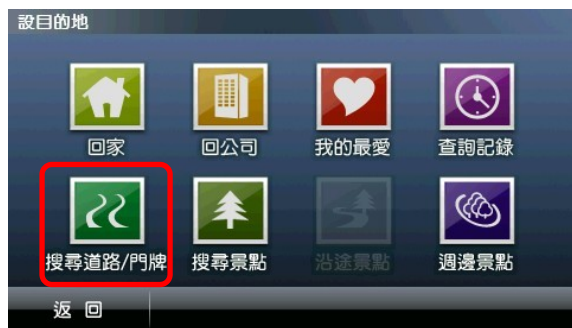 設目的地
回家 回公司 我的最愛 查詢記錄
搜尋道路/門牌 搜尋景點 沿途景點 週邊景點
返回